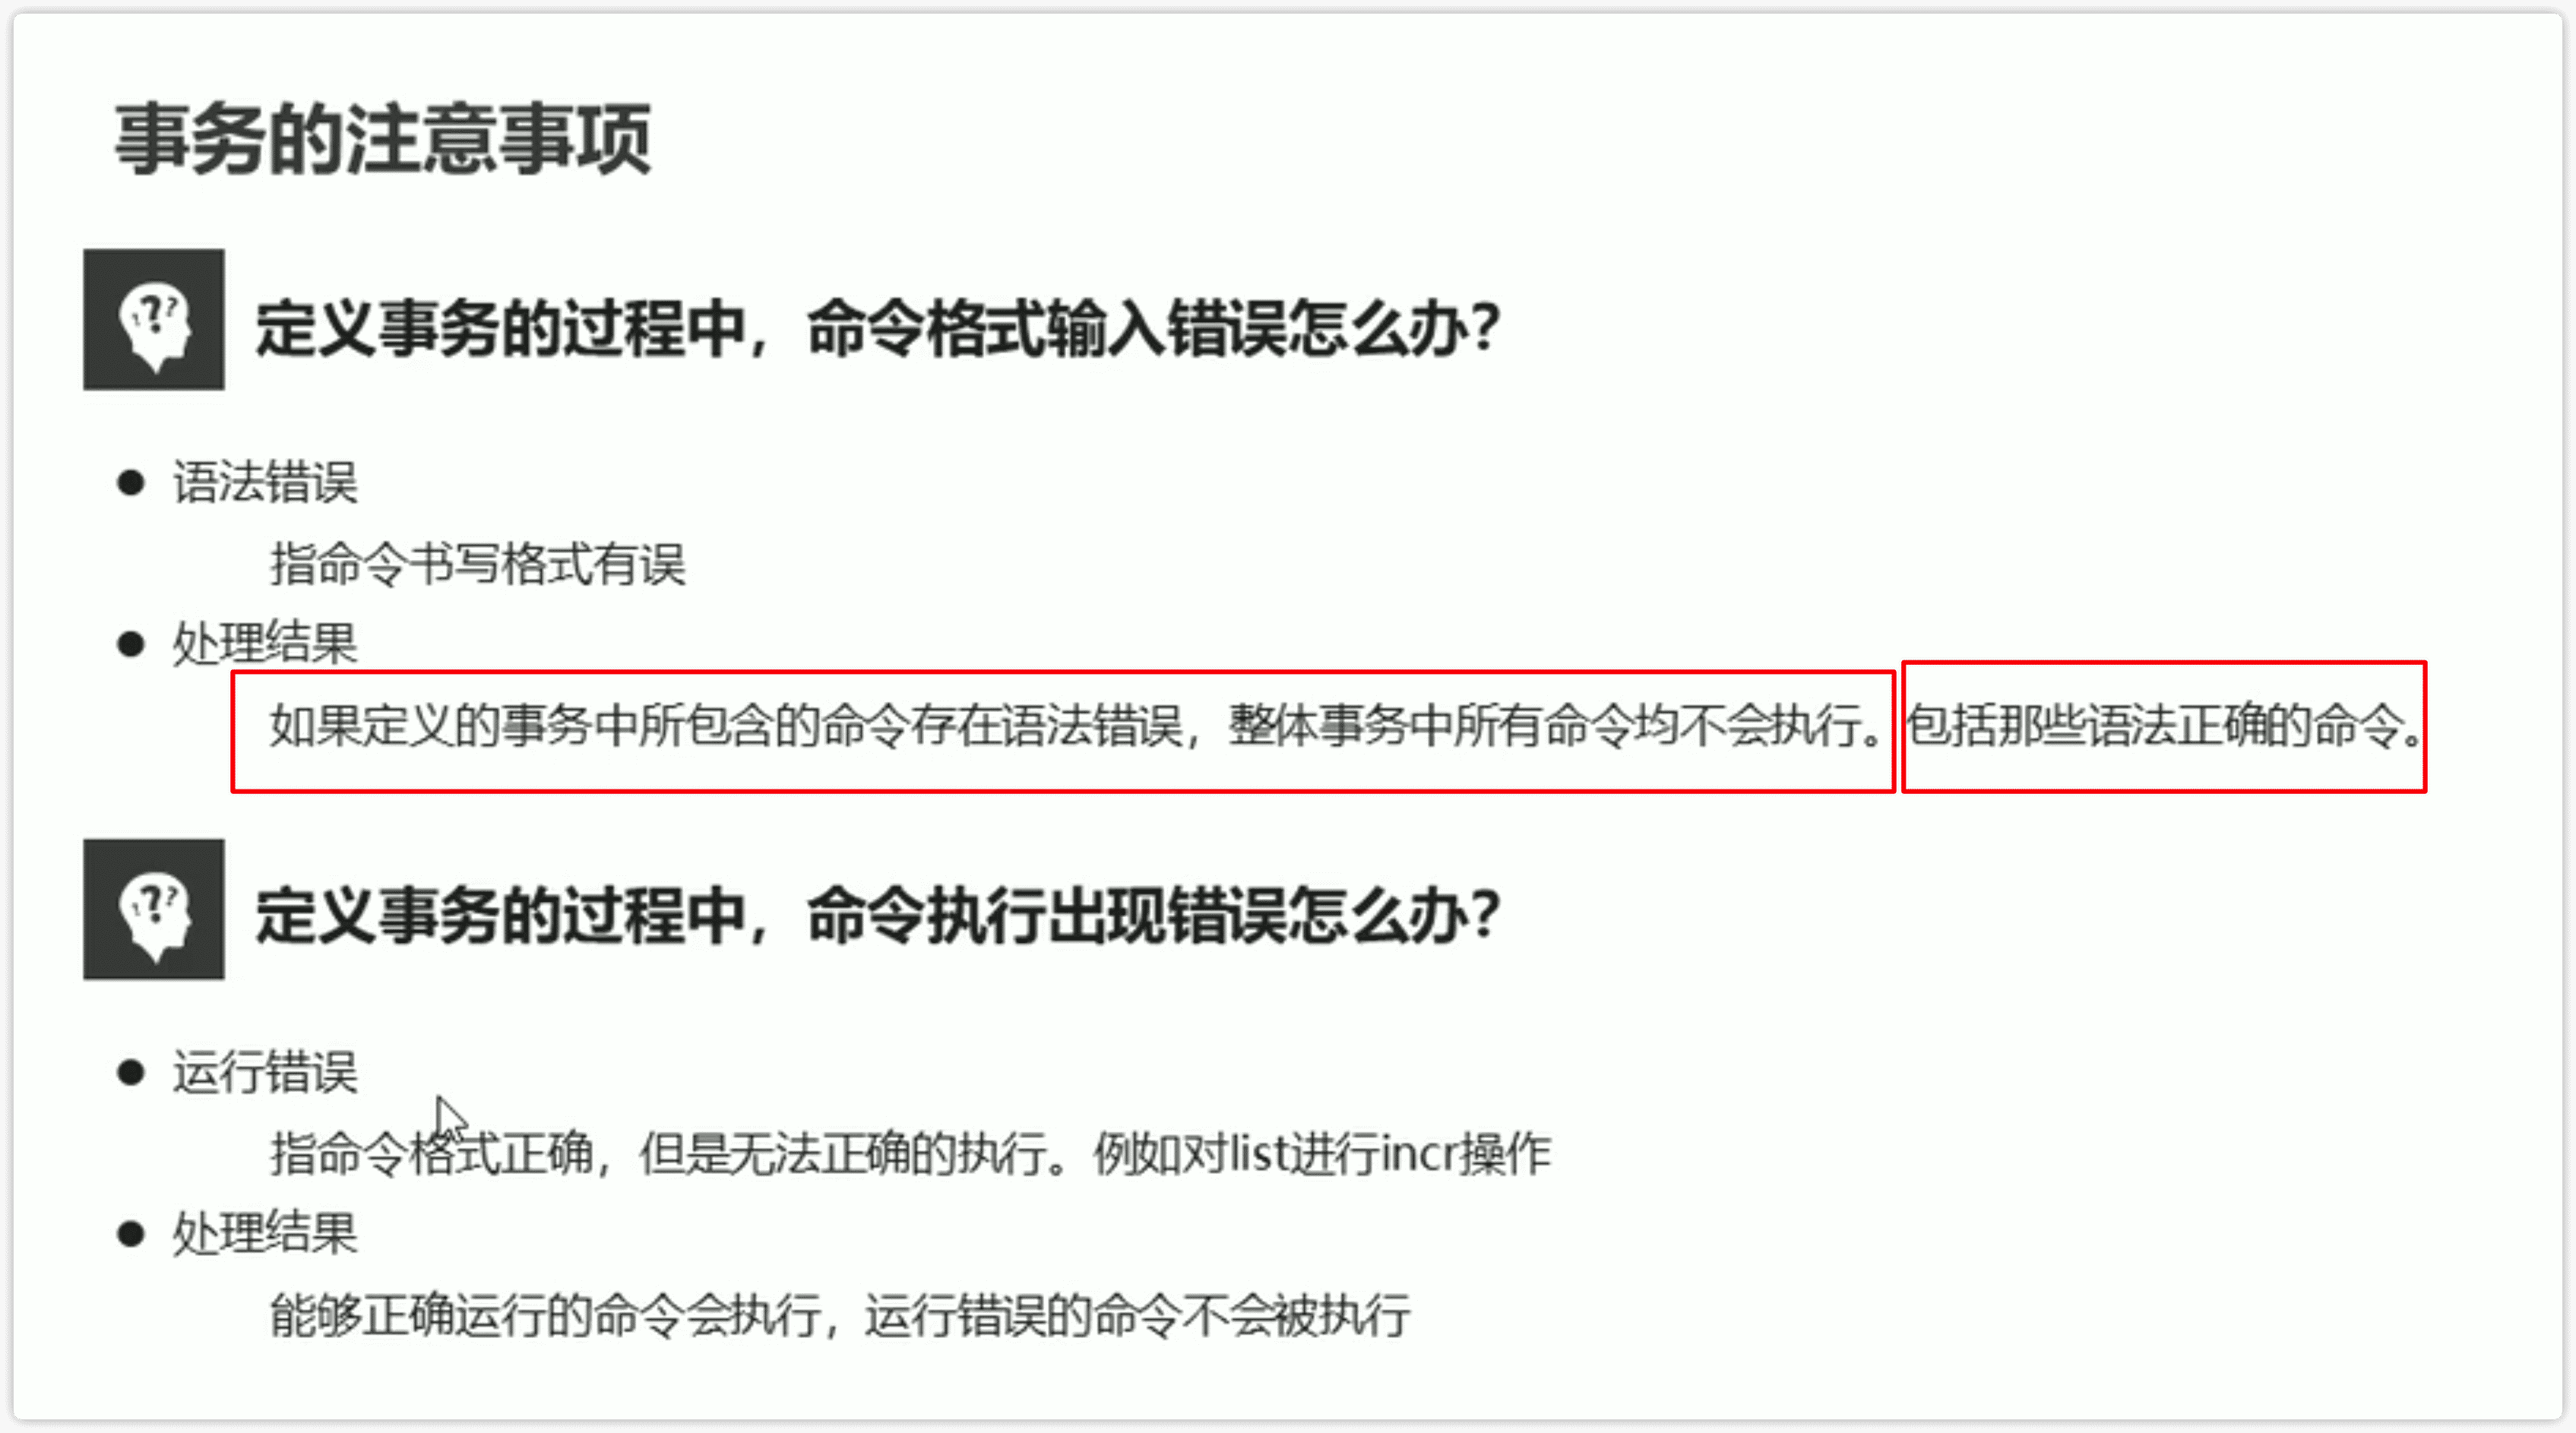 事务的注意事项
定义事务的过程中，命令格式输入错误怎么办？
● 语法错误
指命令书写格式有误
● 处理结果
如果定义的事务中所包含的命令存在语法错误，整体事务中所有命令均不会执行。包括那些语法正确的命令。
定义事务的过程中，命令执行出现错误怎么办？
● 运行错误
指命令格式正确，但是无法正确的执行。例如对list进行incr操作
● 处理结果
能够正确运行的命令会执行，运行错误的命令不会被执行